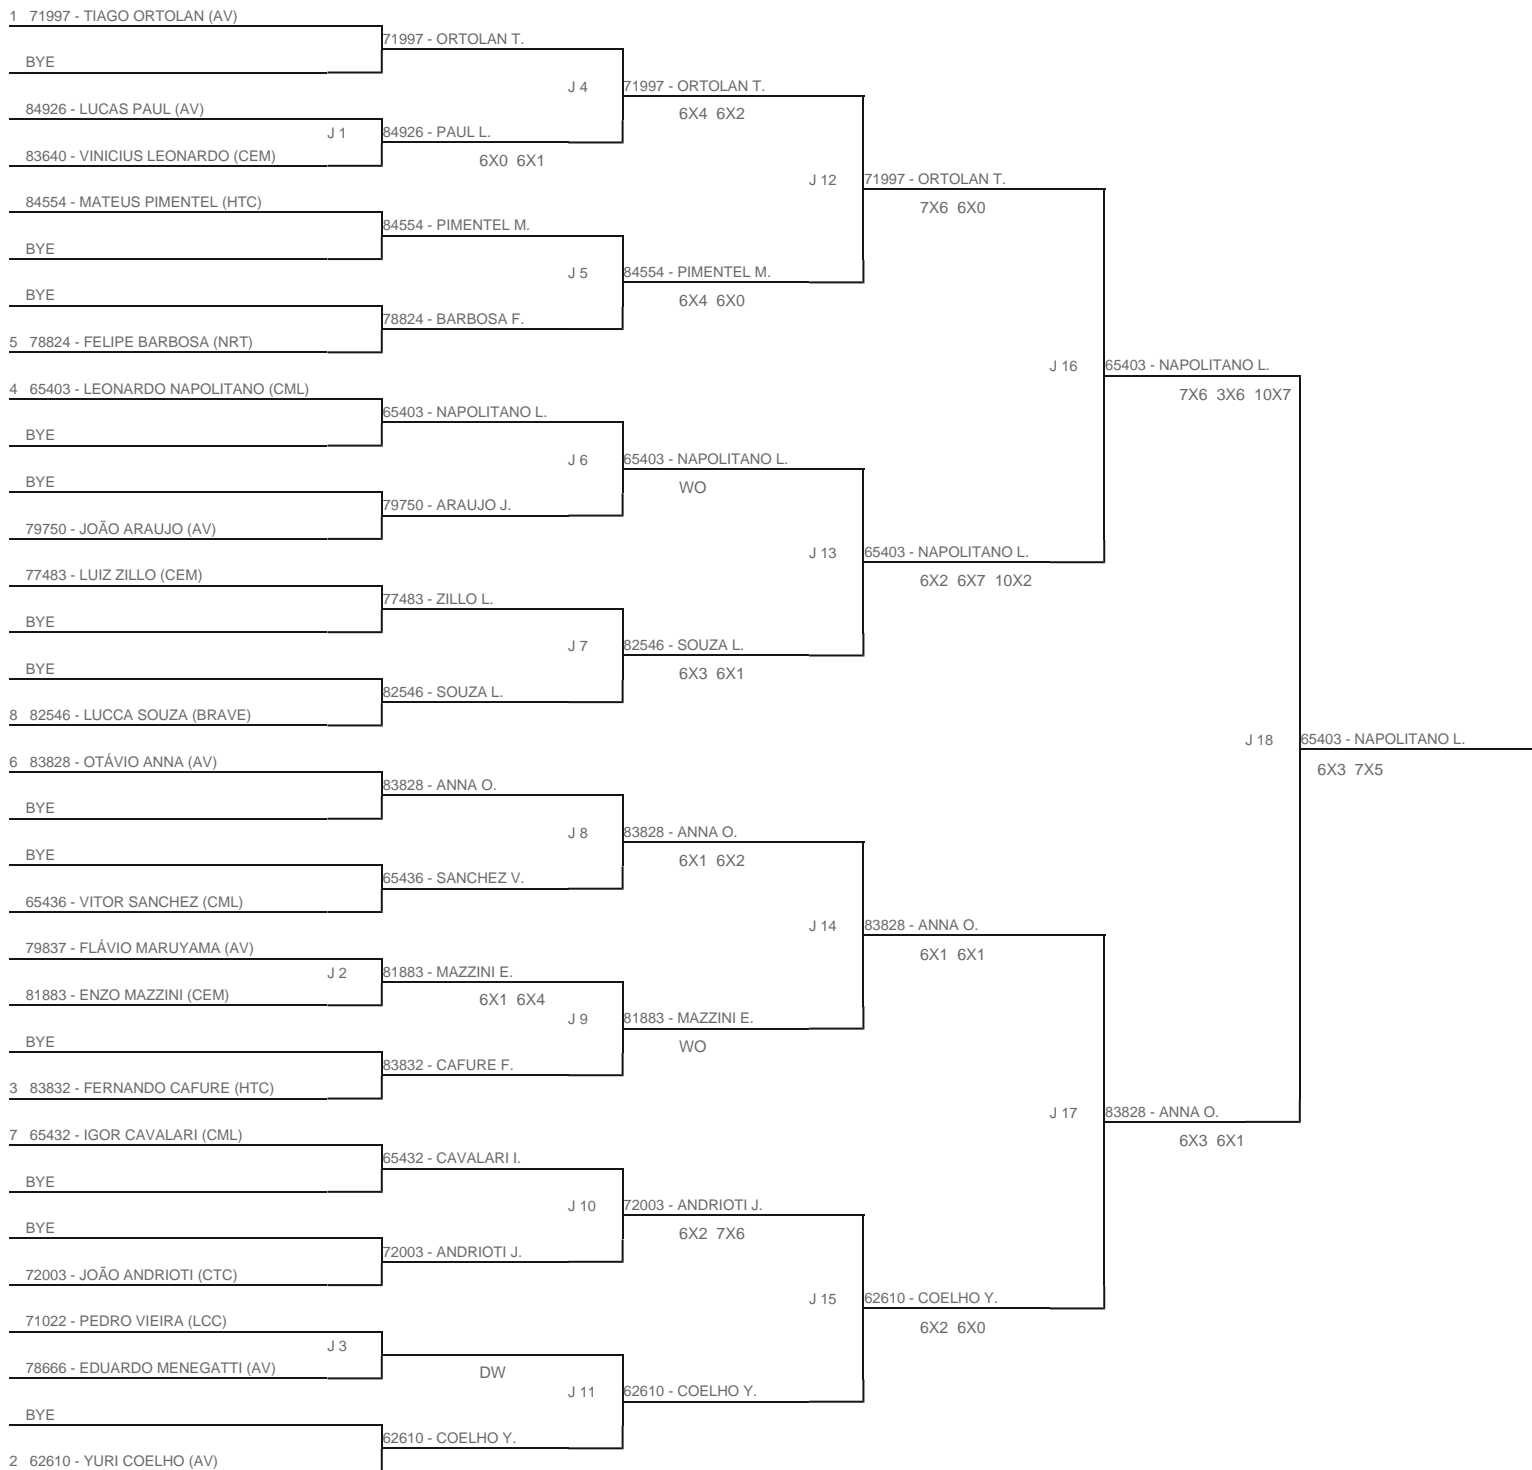 1 71997 - TIAGO ORTOLAN (AV)
71997 - ORTOLAN T.
BYE
J 4
71997 - ORTOLAN T.
84926 - LUCAS PAUL (AV)
6X4 6X2
J 1
84926 - PAUL L.
83640 - VINICIUS LEONARDO (CEM)
6X0 6X1
J 12
71997 - ORTOLAN T.
84554 - MATEUS PIMENTEL (HTC)
7X6 6X0
84554 - PIMENTEL M.
BYE
J 5
84554 - PIMENTEL M.
BYE
6X4 6X0
78824 - BARBOSA F.
5 78824 - FELIPE BARBOSA (NRT)
J 16
65403 - NAPOLITANO L.
4 65403 - LEONARDO NAPOLITANO (CML)
7X6 3X6 10X7
65403 - NAPOLITANO L.
BYE
J 6
65403 - NAPOLITANO L.
BYE
WO
79750 - ARAUJO J.
79750 - JOÃO ARAUJO (AV)
J 13
65403 - NAPOLITANO L.
77483 - LUIZ ZILLO (CEM)
6X2 6X7 10X2
77483 - ZILLO L.
BYE
J 7
82546 - SOUZA L.
BYE
6X3 6X1
82546 - SOUZA L.
8 82546 - LUCCA SOUZA (BRAVE)
J 18
65403 - NAPOLITANO L.
6 83828 - OTÁVIO ANNA (AV)
6X3 7X5
83828 - ANNA O.
BYE
J 8
83828 - ANNA O.
BYE
6X1 6X2
65436 - SANCHEZ V.
65436 - VITOR SANCHEZ (CML)
J 14
83828 - ANNA O.
79837 - FLÁVIO MARUYAMA (AV)
6X1 6X1
J 2
81883 - MAZZINI E.
81883 - ENZO MAZZINI (CEM)
6X1 6X4
J 9
81883 - MAZZINI E.
BYE
WO
83832 - CAFURE F.
3 83832 - FERNANDO CAFURE (HTC)
J 17
83828 - ANNA O.
7 65432 - IGOR CAVALARI (CML)
6X3 6X1
65432 - CAVALARI I.
BYE
J 10
72003 - ANDRIOTI J.
BYE
6X2 7X6
72003 - ANDRIOTI J.
72003 - JOÃO ANDRIOTI (CTC)
J 15
62610 - COELHO Y.
71022 - PEDRO VIEIRA (LCC)
6X2 6X0
J 3
78666 - EDUARDO MENEGATTI (AV)
DW
J 11
62610 - COELHO Y.
BYE
62610 - COELHO Y.
2 62610 - YURI COELHO (AV)